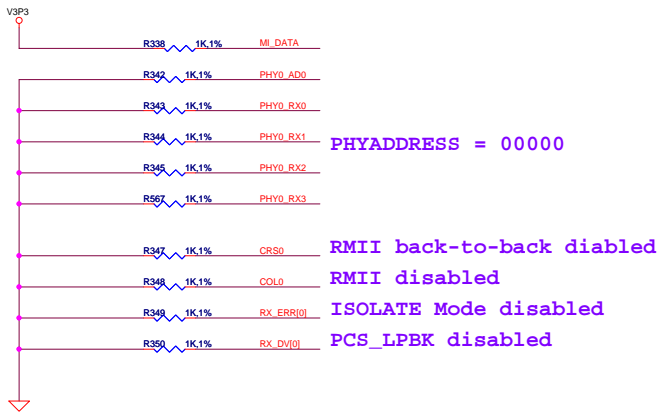 V3P3
R338 1K,1% MI_DATA
R342 1K,1% PHY0_AD0
R343 1K,1% PHY0_RX0
R344 1K,1% PHY0_RX1
PHYADDRESS = 00000
R345 1K,1% PHY0_RX2
R567 1K,1% PHY0_RX3
R347 1K,1% CRS0 RMII back-to-back diabled
R348 1K,1% COL0 RMII disabled
R349 1K,1% RX_ERR[0] ISOLATE Mode disabled
R350 1K,1% RX_DV[0] PCS_LPBK disabled